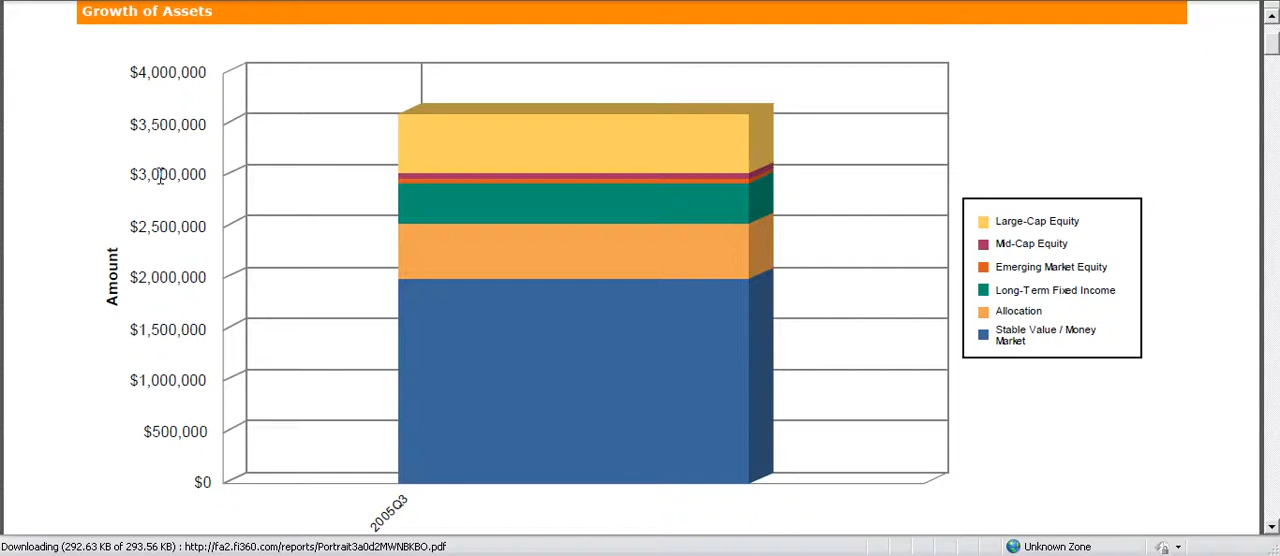 Growth of Assets
$4,000,000
$3,500,000
$3,000,000
$2,500,000
$2,000,000
$1,500,000
$1,000,000
$500,000
$0
Amount
2005Q3
Large-Cap Equity
Mid-Cap Equity
Emerging Market Equity
Long-Term Fixed Income
Allocation
Stable Value / Money
Market
Downloading (292.63 KB of 293.56 KB) : http://fa2.fi360.com/reports/Portrait3a0d2MWNBKBO.pdf
Unknown Zone